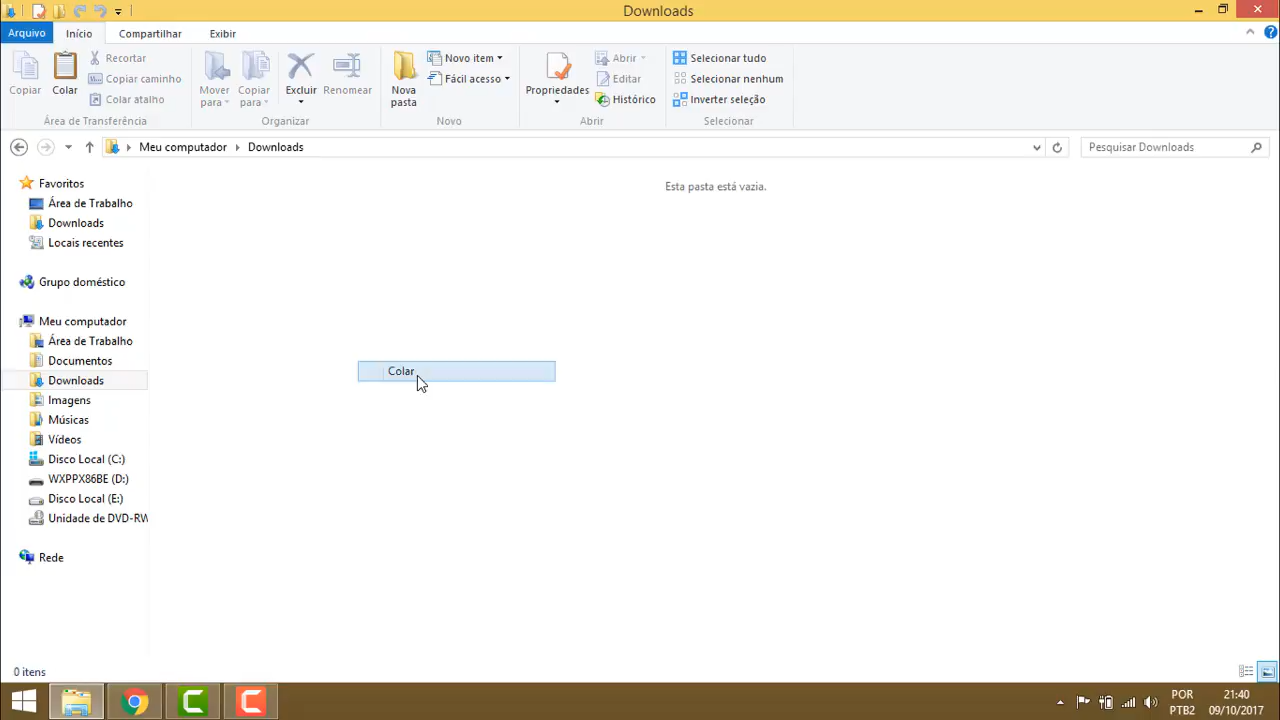 Downloads
Arquivo Início Compartilhar Exibir
Copiar
Colar
Recortar
Copiar caminho
Colar atalho
Área de Transferência
Mover para
Copiar para
Excluir
Renomear
Organizar
Nova pasta
Novo item
Fácil acesso
Novo
Propriedades
Abrir
Editar
Histórico
Abrir
Selecionar tudo
Selecionar nenhum
Inverter seleção
Selecionar
Meu computador Downloads
Pesquisar Downloads
Esta pasta está vazia.
Favoritos
Área de Trabalho
Downloads
Locais recentes
Grupo doméstico
Meu computador
Área de Trabalho
Documentos
Downloads
Imagens
Músicas
Vídeos
Disco Local (C:)
WXPPX86BE (D:)
Disco Local (E:)
Unidade de DVD-RW
Rede
Colar
0 itens
POR
PTB2
21:40
09/10/2017